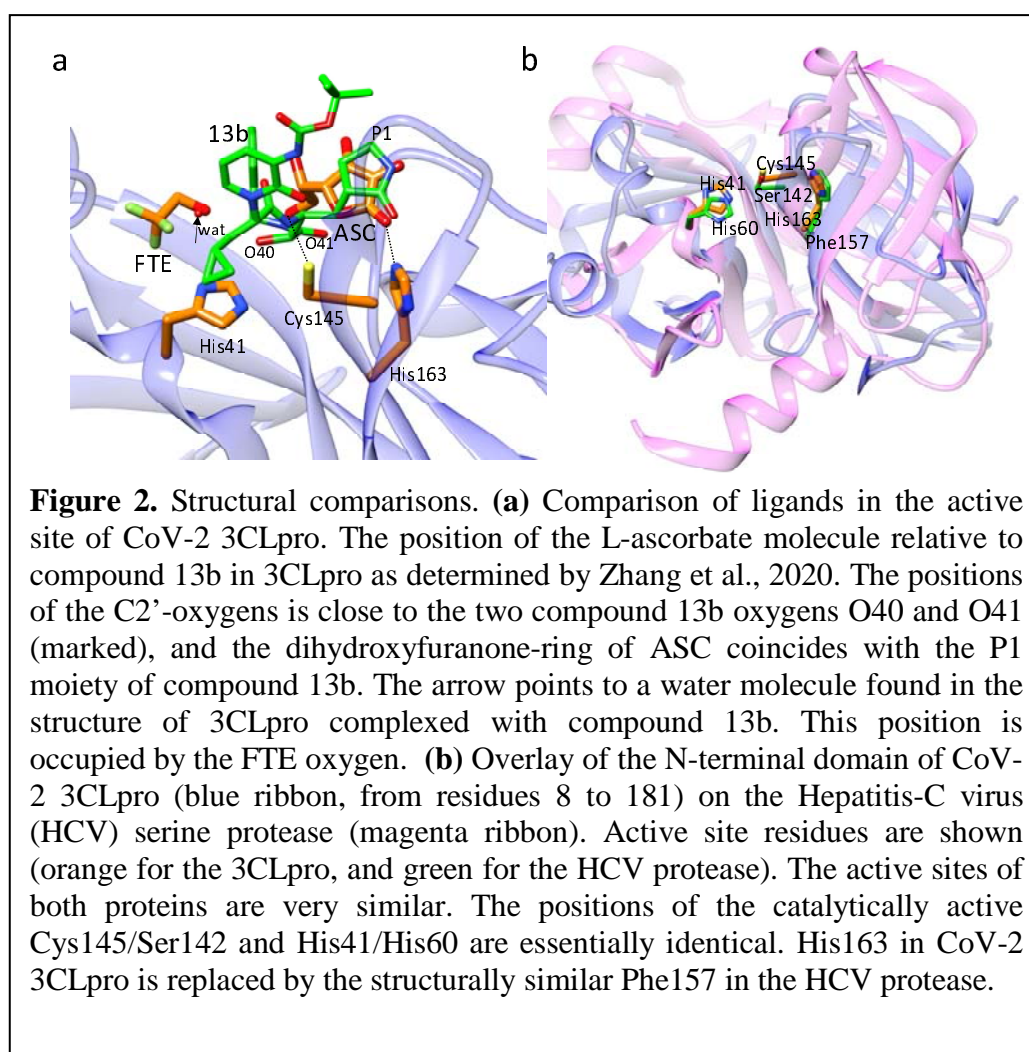 a
b
13b
P1
wat
O40
O41
ASC
FTE
Cys145
His41
His163
Cys145
His41
Ser142
His163
His60
Phe157
Figure 2. Structural comparisons. (a) Comparison of ligands in the active
site of CoV-2 3CLpro. The position of the L-ascorbate molecule relative to
compound 13b in 3CLpro as determined by Zhang et al., 2020. The positions
of the C2’-oxygens is close to the two compound 13b oxygens O40 and O41
(marked), and the dihydroxyfuranone-ring of ASC coincides with the P1
moiety of compound 13b. The arrow points to a water molecule found in the
structure of 3CLpro complexed with compound 13b. This position is
occupied by the FTE oxygen. (b) Overlay of the N-terminal domain of CoV-
2 3CLpro (blue ribbon, from residues 8 to 181) on the Hepatitis-C virus
(HCV) serine protease (magenta ribbon). Active site residues are shown
(orange for the 3CLpro, and green for the HCV protease). The active sites of
both proteins are very similar. The positions of the catalytically active
Cys145/Ser142 and His41/His60 are essentially identical. His163 in CoV-2
3CLpro is replaced by the structurally similar Phe157 in the HCV protease.